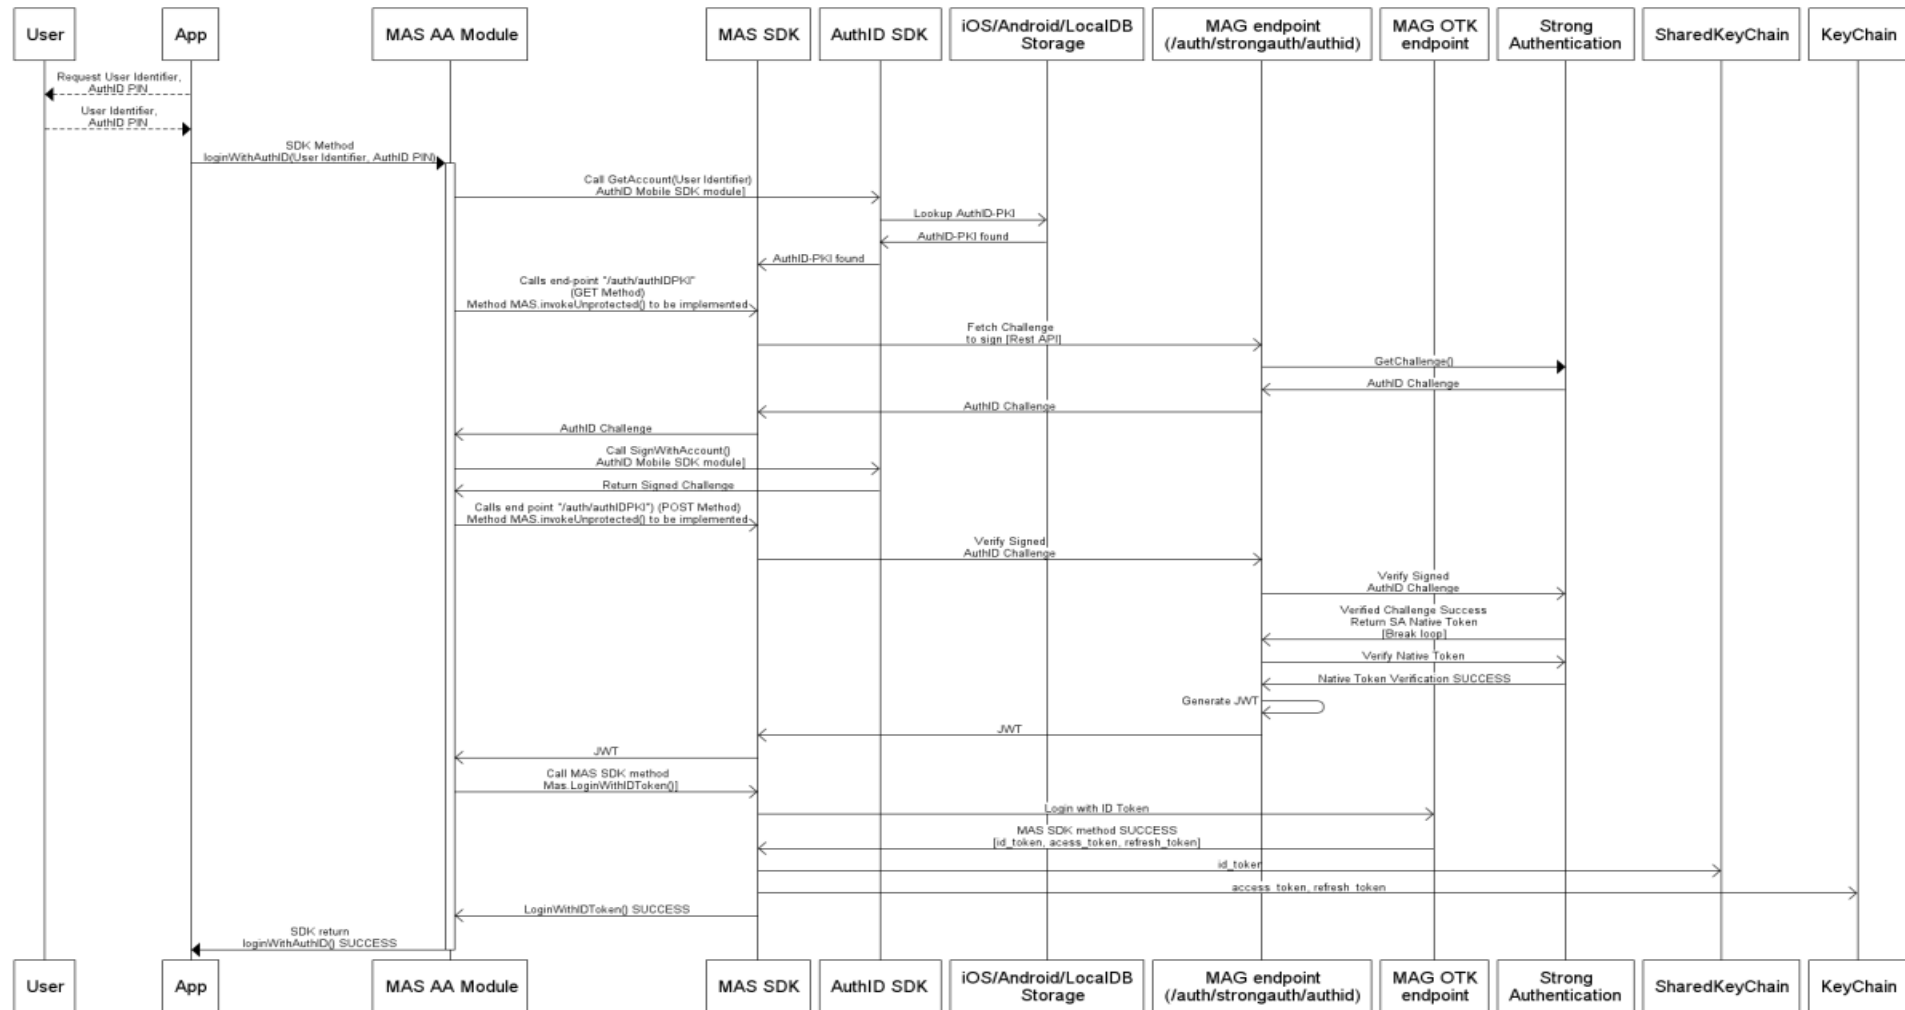 User
App
MAS AA Module
MAS SDK
AuthID SDK
iOS/Android/LocalDB
Storage
MAG endpoint
(/auth/strongauth/authid)
MAG OTK
endpoint
Strong
Authentication
SharedKeyChain
KeyChain
Request User Identifier,
AuthID PIN
User Identifier,
AuthID PIN
SDK Method
loginWithAuthID(User Identifier, AuthID PIN)
Call GetAccount(User Identifier)
AuthID Mobile SDK module]
Lookup AuthID-PKI
AuthID-PKI found
AuthID-PKI found
Calls end-point "/auth/authIDPKI"
(GET Method)
Method MAS.invokeUnprotected() to be implemented
Fetch Challenge
to sign [Rest API]
GetChallenge()
AuthID Challenge
AuthID Challenge
AuthID Challenge
Call SignWithAccount()
AuthID Mobile SDK module]
Return Signed Challenge
Calls end point "/auth/authIDPKI") (POST Method)
Method MAS.invokeUnprotected() to be implemented
Verify Signed
AuthID Challenge
Verify Signed
AuthID Challenge
Verified Challenge Success
Return SA Native Token
[Break loop]
Verify Native Token
Native Token Verification SUCCESS
Generate JWT
JWT
JWT
Call MAS SDK method
Mas.LoginWithIDToken()]
Login with ID Token
MAS SDK method SUCCESS
[id_token, acess_token, refresh_token]
id_token
access_token, refresh_token
LoginWithIDToken() SUCCESS
SDK return
loginWithAuthID() SUCCESS
User
App
MAS AA Module
MAS SDK
AuthID SDK
iOS/Android/LocalDB
Storage
MAG endpoint
(/auth/strongauth/authid)
MAG OTK
endpoint
Strong
Authentication
SharedKeyChain
KeyChain